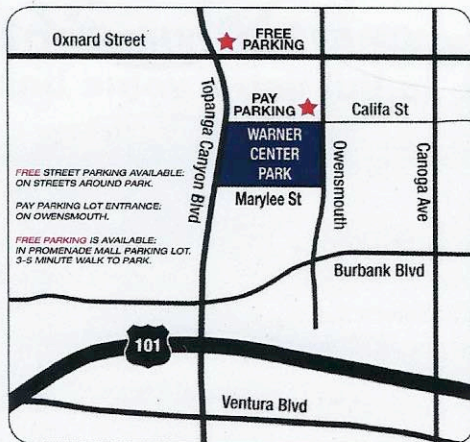 Oxnard Street
FREE
PARKING
PAY
PARKING
Califa St
WARNER
CENTER
PARK
Topanga Canyon Blvd
Owensmouth
Canoga Ave
FREE STREET PARKING AVAILABLE:
ON STREETS AROUND PARK.
PAY PARKING LOT ENTRANCE:
ON OWENSMOUTH.
FREE PARKING IS AVAILABLE:
IN PROMENADE MALL PARKING LOT.
3-5 MINUTE WALK TO PARK.
Marylee St
Burbank Blvd
101
Ventura Blvd